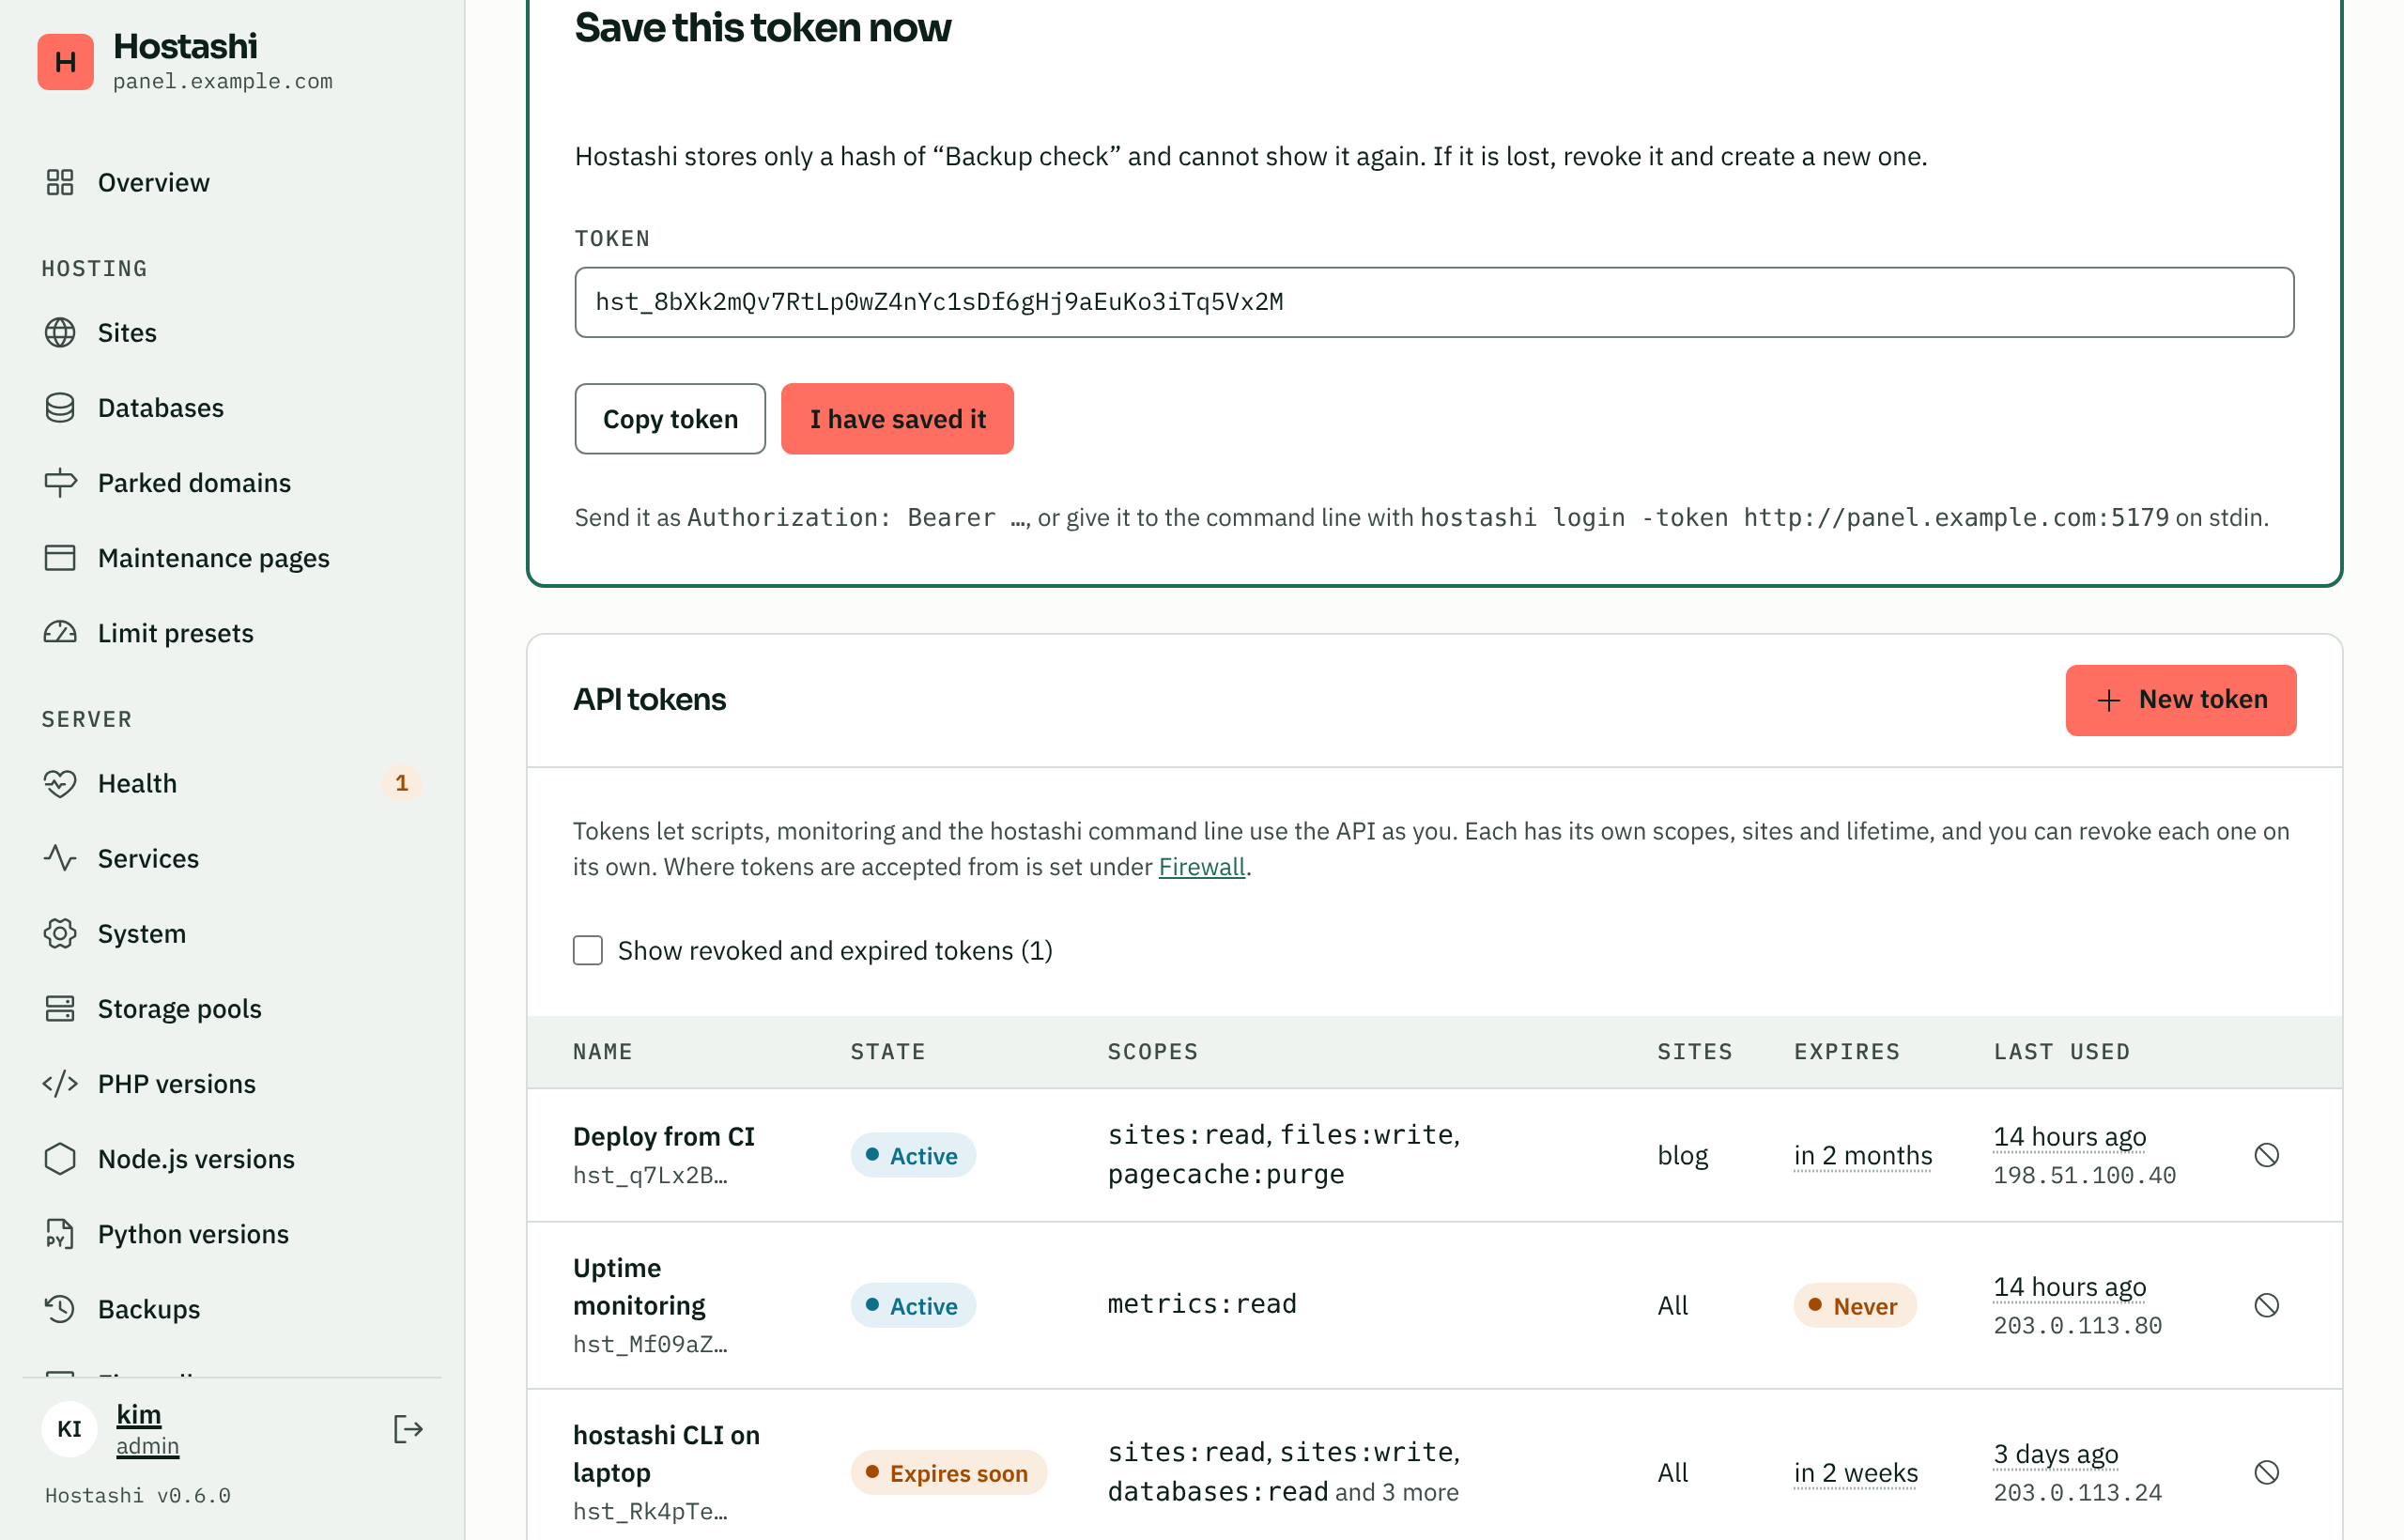 H
Hostashi
panel.example.com
Overview
HOSTING
Sites
Databases
Parked domains
Maintenance pages
Limit presets
SERVER
Health 1
Services
System
Storage pools
PHP versions
Node.js versions
PY
Python versions
Backups
KI
kim
admin
Hostashi v0.6.0
Save this token now
Hostashi stores only a hash of “Backup check” and cannot show it again. If it is lost, revoke it and create a new one.
TOKEN
hst_8bXk2mQv7RtLp0wZ4nYc1sDf6gHj9aEuKo3iTq5Vx2M
Copy token
I have saved it
Send it as Authorization: Bearer …, or give it to the command line with hostashi login -token http://panel.example.com:5179 on stdin.
API tokens
New token
Tokens let scripts, monitoring and the hostashi command line use the API as you. Each has its own scopes, sites and lifetime, and you can revoke each one on
its own. Where tokens are accepted from is set under Firewall.
Show revoked and expired tokens (1)
NAME STATE SCOPES SITES EXPIRES LAST USED
Deploy from CI
hst_q7Lx2B…
Active
sites:read, files:write,
pagecache:purge
blog
in 2 months
14 hours ago
198.51.100.40
Uptime
monitoring
hst_Mf09aZ…
Active
metrics:read
All
Never
14 hours ago
203.0.113.80
hostashi CLI on
laptop
hst_Rk4pTe…
Expires soon
sites:read, sites:write,
databases:read and 3 more
All
in 2 weeks
3 days ago
203.0.113.24